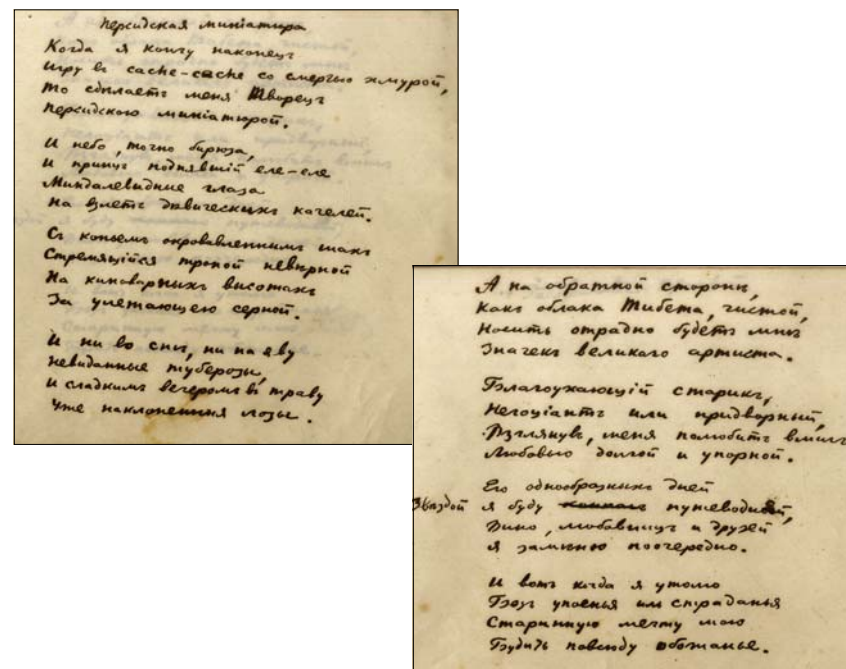 Персидская миніатюра
Когда я кончу наконецъ
Игру въ cache-cache со смертью хмурой,
То сдѣлаетъ меня Творецъ
Персидскою миніатюрой.
И небо, точно бирюза,
И принцъ поднявшій еле-еле
Миндалевидные глаза
На взлетъ дѣвическихъ качелей.
Съ копьемъ окровавленнымъ шахъ
Стремящійся тропой невѣрной
На киноварныхъ высотахъ
За улетающею серной.
И ни во снѣ, ни на яву
Невиданные туберозы,
И сладкимъ вечеромъ въ траву
Уже наклоненныя лозы.
А на обратной сторонѣ,
Какъ облака Тибета, чистой,
Носить отрадно будетъ мнѣ
Значекъ великаго артиста.
Благоухающій старикъ,
Негоціантъ или придворный,
Взглянувъ, меня полюбитъ вмигъ
Любовью долгой и упорной.
Его однообразныхъ дней
Звѣздой я буду путеводной,
Вино, любовницъ и друзей
Я замѣню поочередно.
И вотъ когда я утолю
Безъ упоенья иль страданья
Старинную мечту мою
Будить повсюду обожанье.